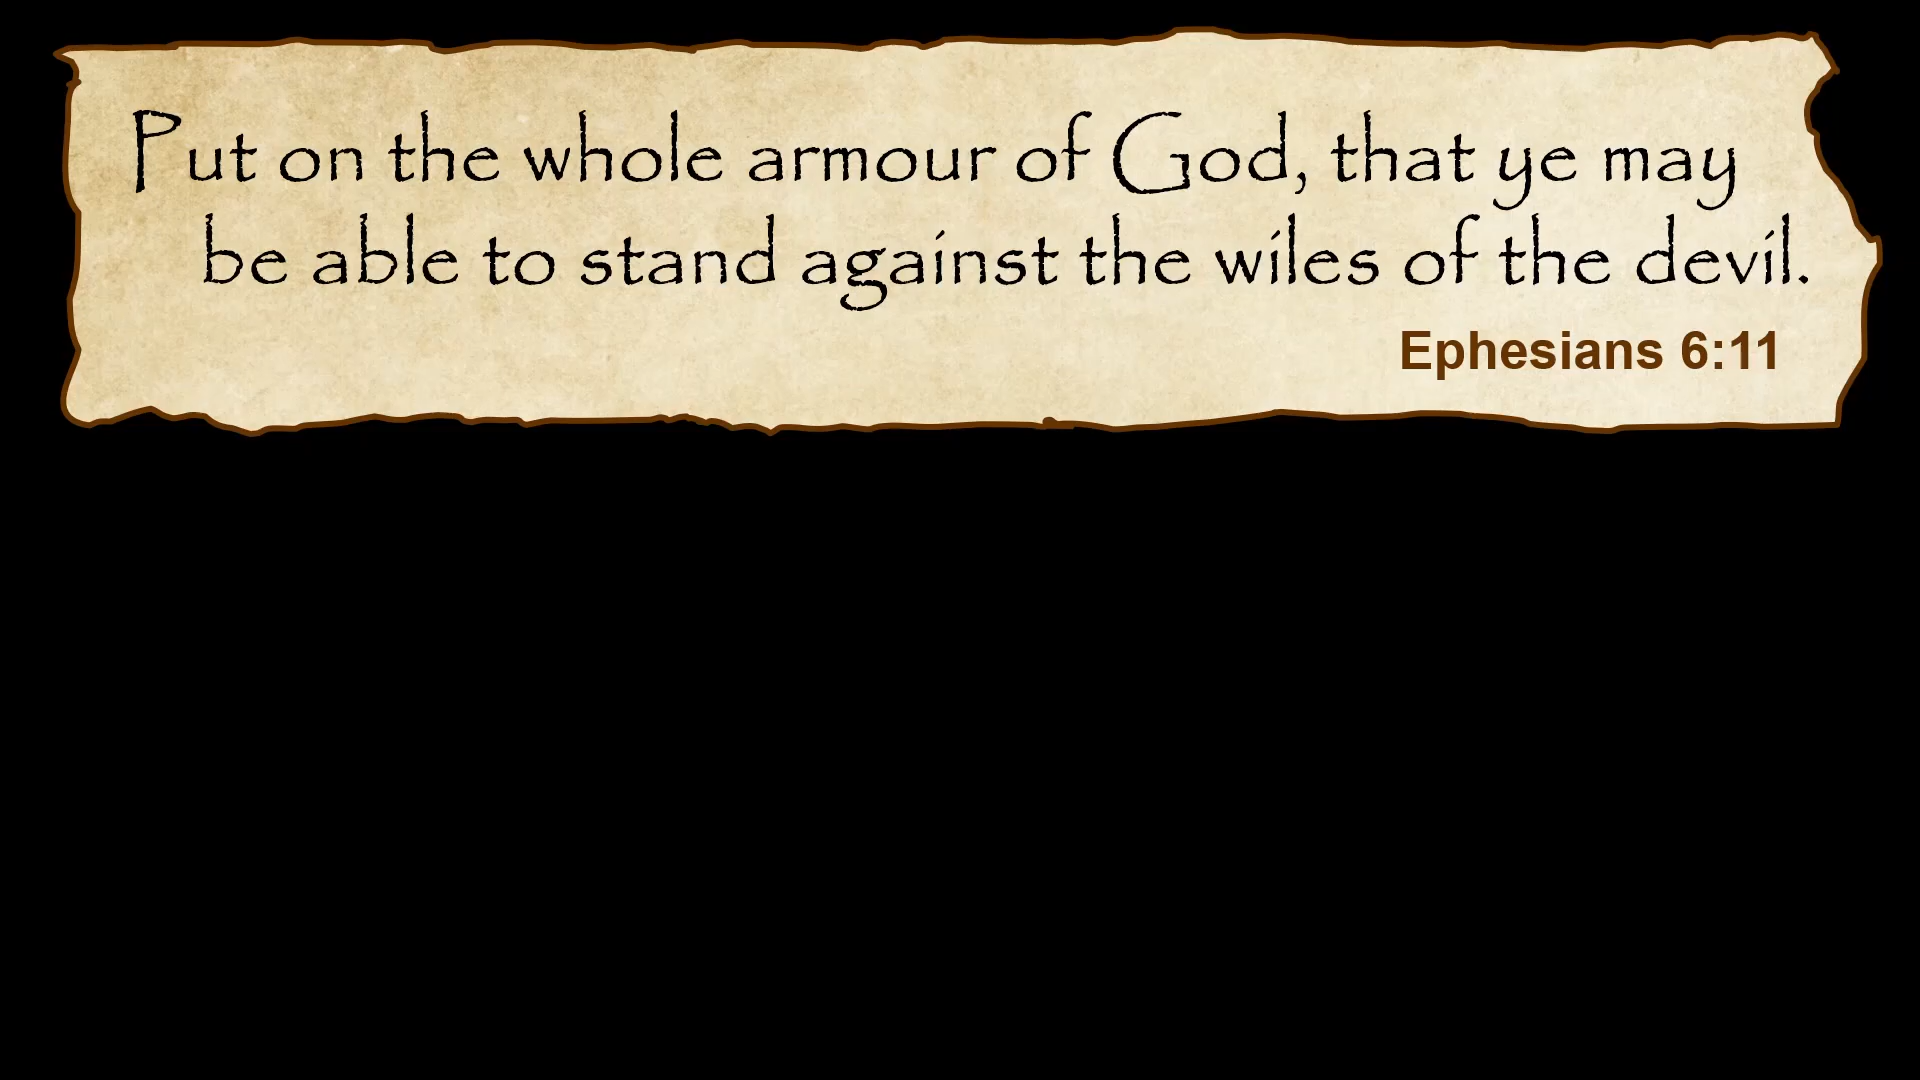 Put on the whole armour of God, that ye may
be able to stand against the wiles of the devil.
Ephesians 6:11